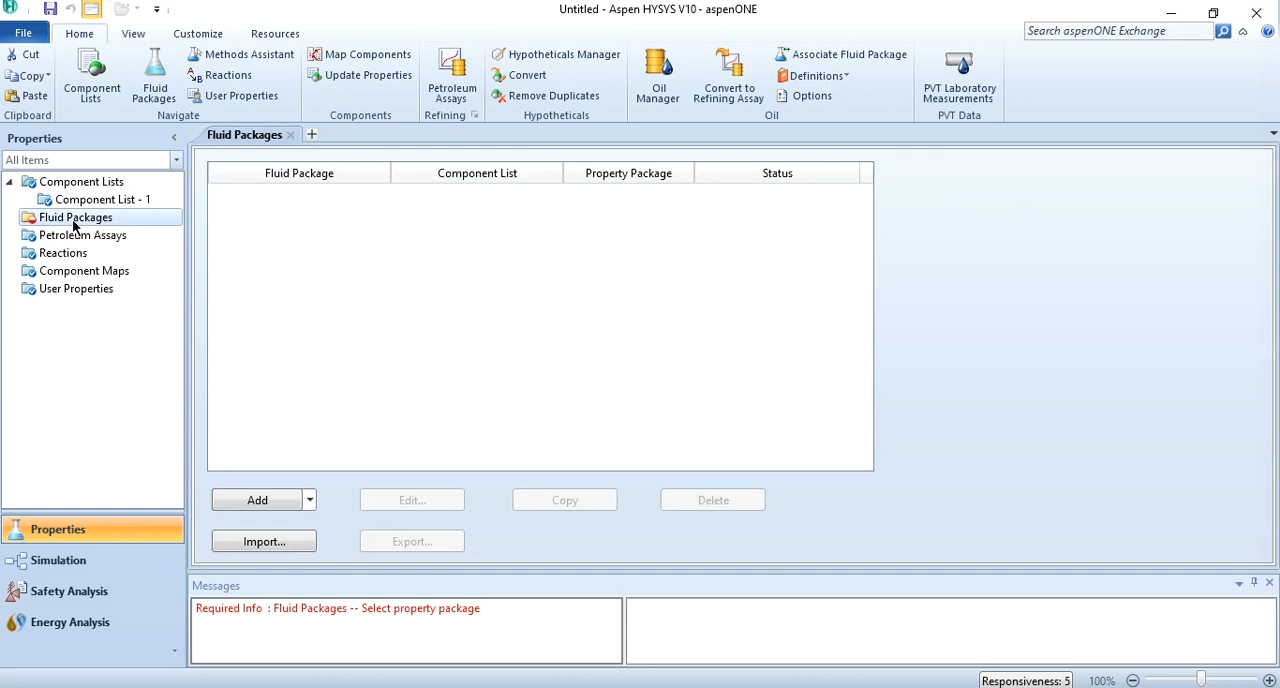 Untitled - Aspen HYSYS V10 - aspenONE
File Home View Customize Resources
Search aspenONE Exchange
Cut
Copy
Paste
Clipboard
Component Lists
Fluid Packages
Methods Assistant
Reactions
User Properties
Navigate
Map Components
Update Properties
Components
Petroleum Assays
Refining
Hypotheticals Manager
Convert
Remove Duplicates
Hypotheticals
Oil Manager
Convert to Refining Assay
Associate Fluid Package
Definitions
Options
Oil
PVT Laboratory Measurements
PVT Data
Properties
All Items
Component Lists
Component List - 1
Fluid Packages
Petroleum Assays
Reactions
Component Maps
User Properties
Properties
Simulation
Safety Analysis
Energy Analysis
Fluid Packages
Fluid Package Component List Property Package Status
Add Edit... Copy Delete
Import... Export...
Messages
Required Info : Fluid Packages -- Select property package
Responsiveness: 5 100%